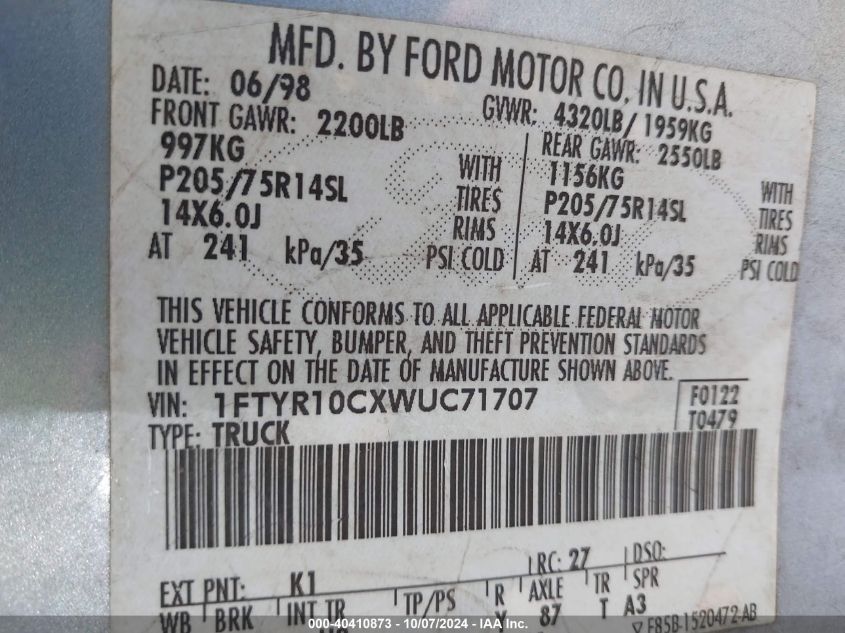 MFD. BY FORD MOTOR CO. IN U.S.A.
DATE: 06/98 GVWR: 4320LB/1959KG
FRONT GAWR: 2200LB REAR GAWR: 2550LB
997KG WITH 1156KG WITH
P205/75R14SL TIRES P205/75R14SL TIRES
14X6.0J RIMS 14X6.0J RIMS
AT 241 kPa/35 PSI COLD AT 241 kPa/35 PSI COLD
THIS VEHICLE CONFORMS TO ALL APPLICABLE FEDERAL MOTOR
VEHICLE SAFETY, BUMPER, AND THEFT PREVENTION STANDARDS
IN EFFECT ON THE DATE OF MANUFACTURE SHOWN ABOVE.
VIN: 1FTYR10CXWUC71707 F0122
TYPE: TRUCK T0479
EXT PNT: K1 RC: 27 DSO:
WB BRK INT TR TP/PS R AXLE TR SPR
87 T A3
F85B-1520472-AB
000-40410873 - 10/07/2024 - IAA Inc.